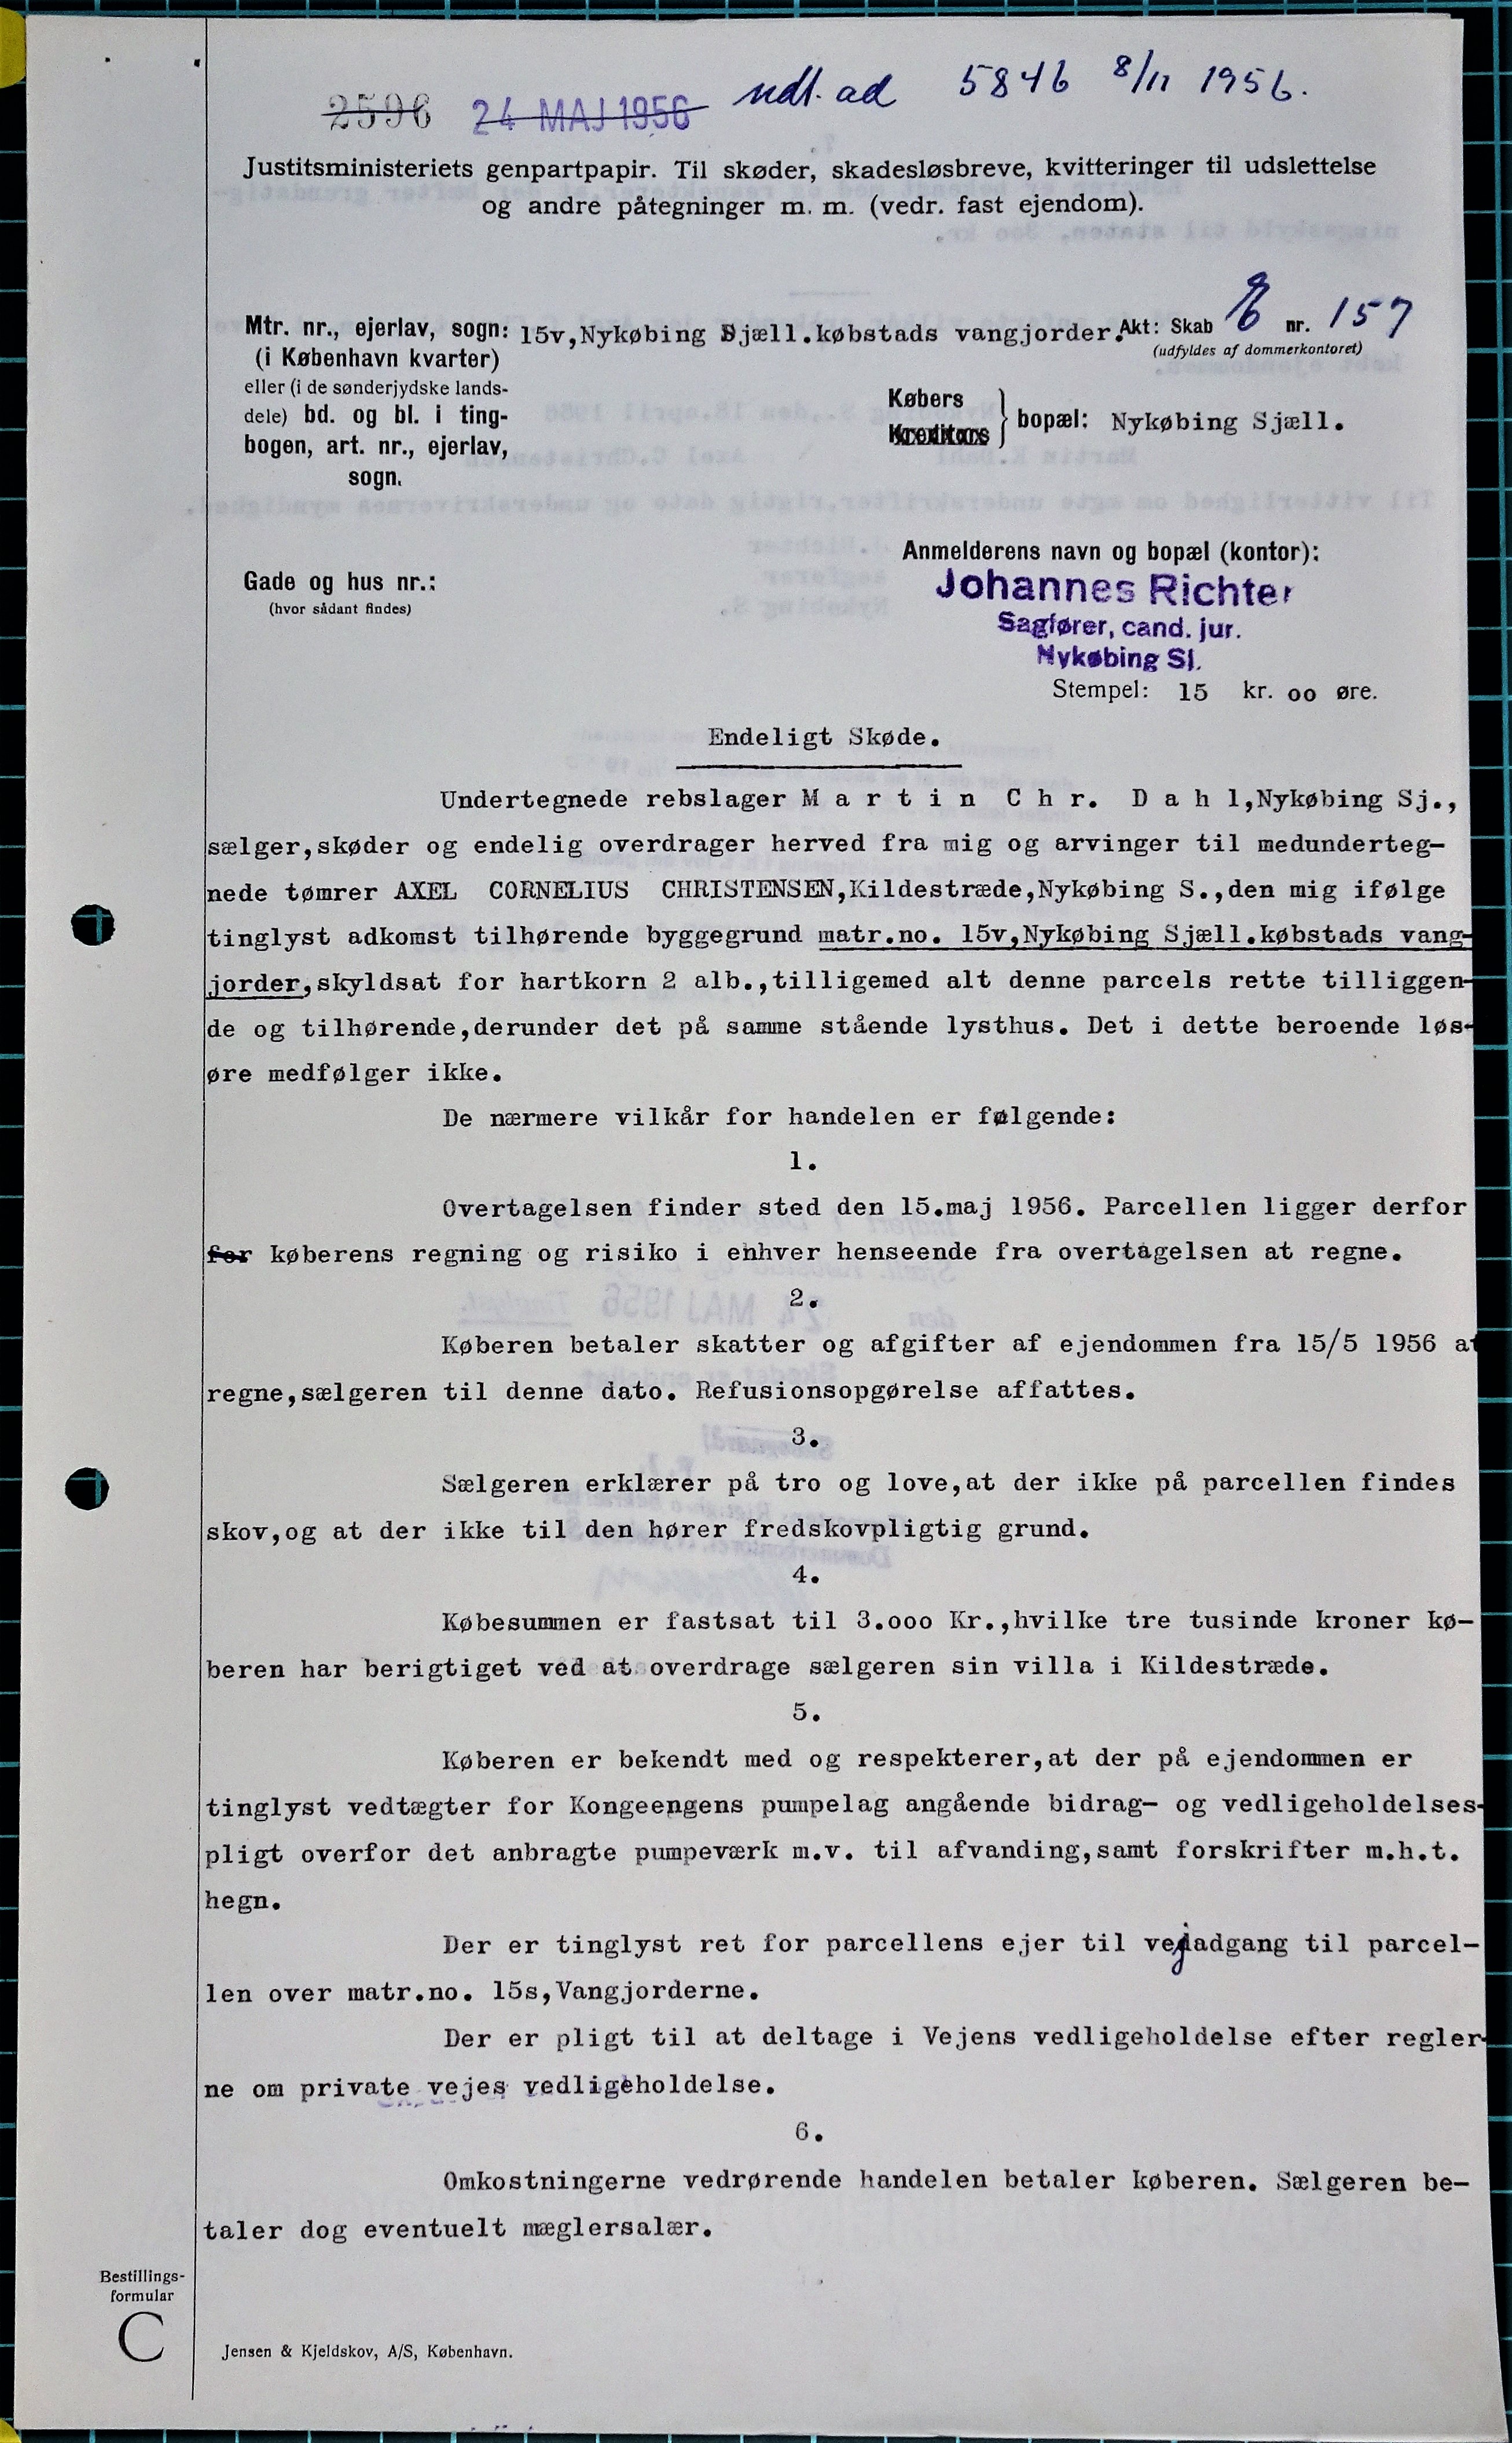 2596 24 MAJ 1956 udl. ad 5846 8/11 1956.
Justitsministeriets genpartpapir. Til skøder, skadesløsbreve, kvitteringer til udslettelse
og andre påtegninger m. m. (vedr. fast ejendom).
Mtr. nr., ejerlav, sogn: 15v,Nykøbing Sjæll.købstads vangjorder. Akt: Skab nr. 157
(i København kvarter) (udfyldes af dommerkontoret)
eller (i de sønderjydske lands-
dele) bd. og bl. i ting-
bogen, art. nr., ejerlav,
sogn.
Købers
Kreditors } bopæl: Nykøbing Sjæll.
Gade og hus nr.:
(hvor sådant findes)
Anmelderens navn og bopæl (kontor):
Johannes Richter
Sagfører, cand. jur.
Nykøbing Sj.
Stempel: 15 kr. oo øre.
Endeligt Skøde.
Undertegnede rebslager M a r t i n C h r. D a h l,Nykøbing Sj.,
sælger,skøder og endelig overdrager herved fra mig og arvinger til medunderteg-
nede tømrer AXEL CORNELIUS CHRISTENSEN,Kildestræde,Nykøbing S.,den mig ifølge
tinglyst adkomst tilhørende byggegrund matr.no. 15v,Nykøbing Sjæll.købstads vang-
jorder,skyldsat for hartkorn 2 alb.,tilligemed alt denne parcels rette tilliggen-
de og tilhørende,derunder det på samme stående lysthus. Det i dette beroende løs-
øre medfølger ikke.
De nærmere vilkår for handelen er følgende:
1.
Overtagelsen finder sted den 15.maj 1956. Parcellen ligger derfor
for køberens regning og risiko i enhver henseende fra overtagelsen at regne.
2.
Køberen betaler skatter og afgifter af ejendommen fra 15/5 1956 at
regne,sælgeren til denne dato. Refusionsopgørelse affattes.
3.
Sælgeren erklærer på tro og love,at der ikke på parcellen findes
skov,og at der ikke til den hører fredskovpligtig grund.
4.
Købesummen er fastsat til 3.ooo Kr.,hvilke tre tusinde kroner kø-
beren har berigtiget ved at overdrage sælgeren sin villa i Kildestræde.
5.
Køberen er bekendt med og respekterer,at der på ejendommen er
tinglyst vedtægter for Kongeengens pumpelag angående bidrag- og vedligeholdelses-
pligt overfor det anbragte pumpeværk m.v. til afvanding,samt forskrifter m.h.t.
hegn.
Der er tinglyst ret for parcellens ejer til vejadgang til parcel-
len over matr.no. 15s,Vangjorderne.
Der er pligt til at deltage i Vejens vedligeholdelse efter regler-
ne om private vejes vedligeholdelse.
6.
Omkostningerne vedrørende handelen betaler køberen. Sælgeren be-
taler dog eventuelt mæglersalær.
Bestillings-
formular
C
Jensen & Kjeldskov, A/S, København.